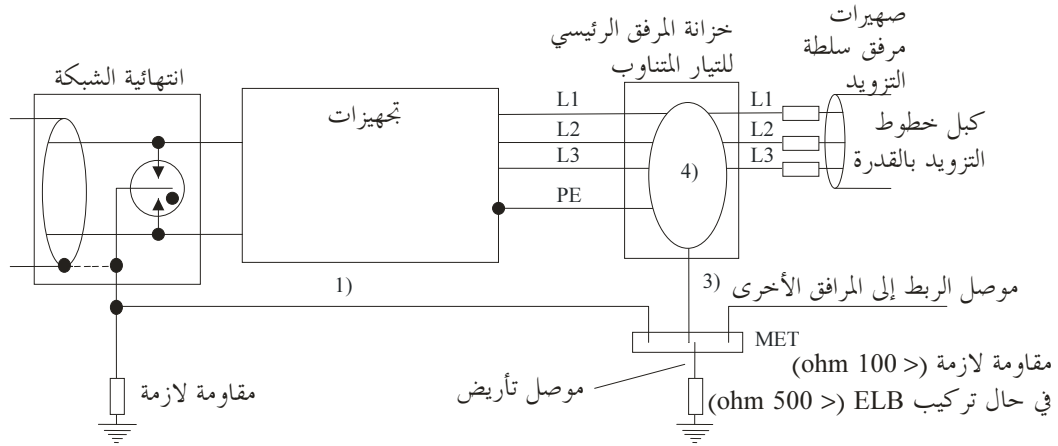 صهيرات
مرفق سلطة
التزويد
خزانة المرفق الرئيسي
للتيار المتناوب
انتهائية الشبكة
تجهيزات
L1
L2
L3
PE
4)
L1
L2
L3
كبل خطوط
التزويد بالقدرة
1)
3)
موصل الربط إلى المرافق الأخرى
MET
مقاومة لازمة
موصل تأريض
مقاومة لازمة (< 100 ohm)
في حال تركيب ELB (< 500 ohm)